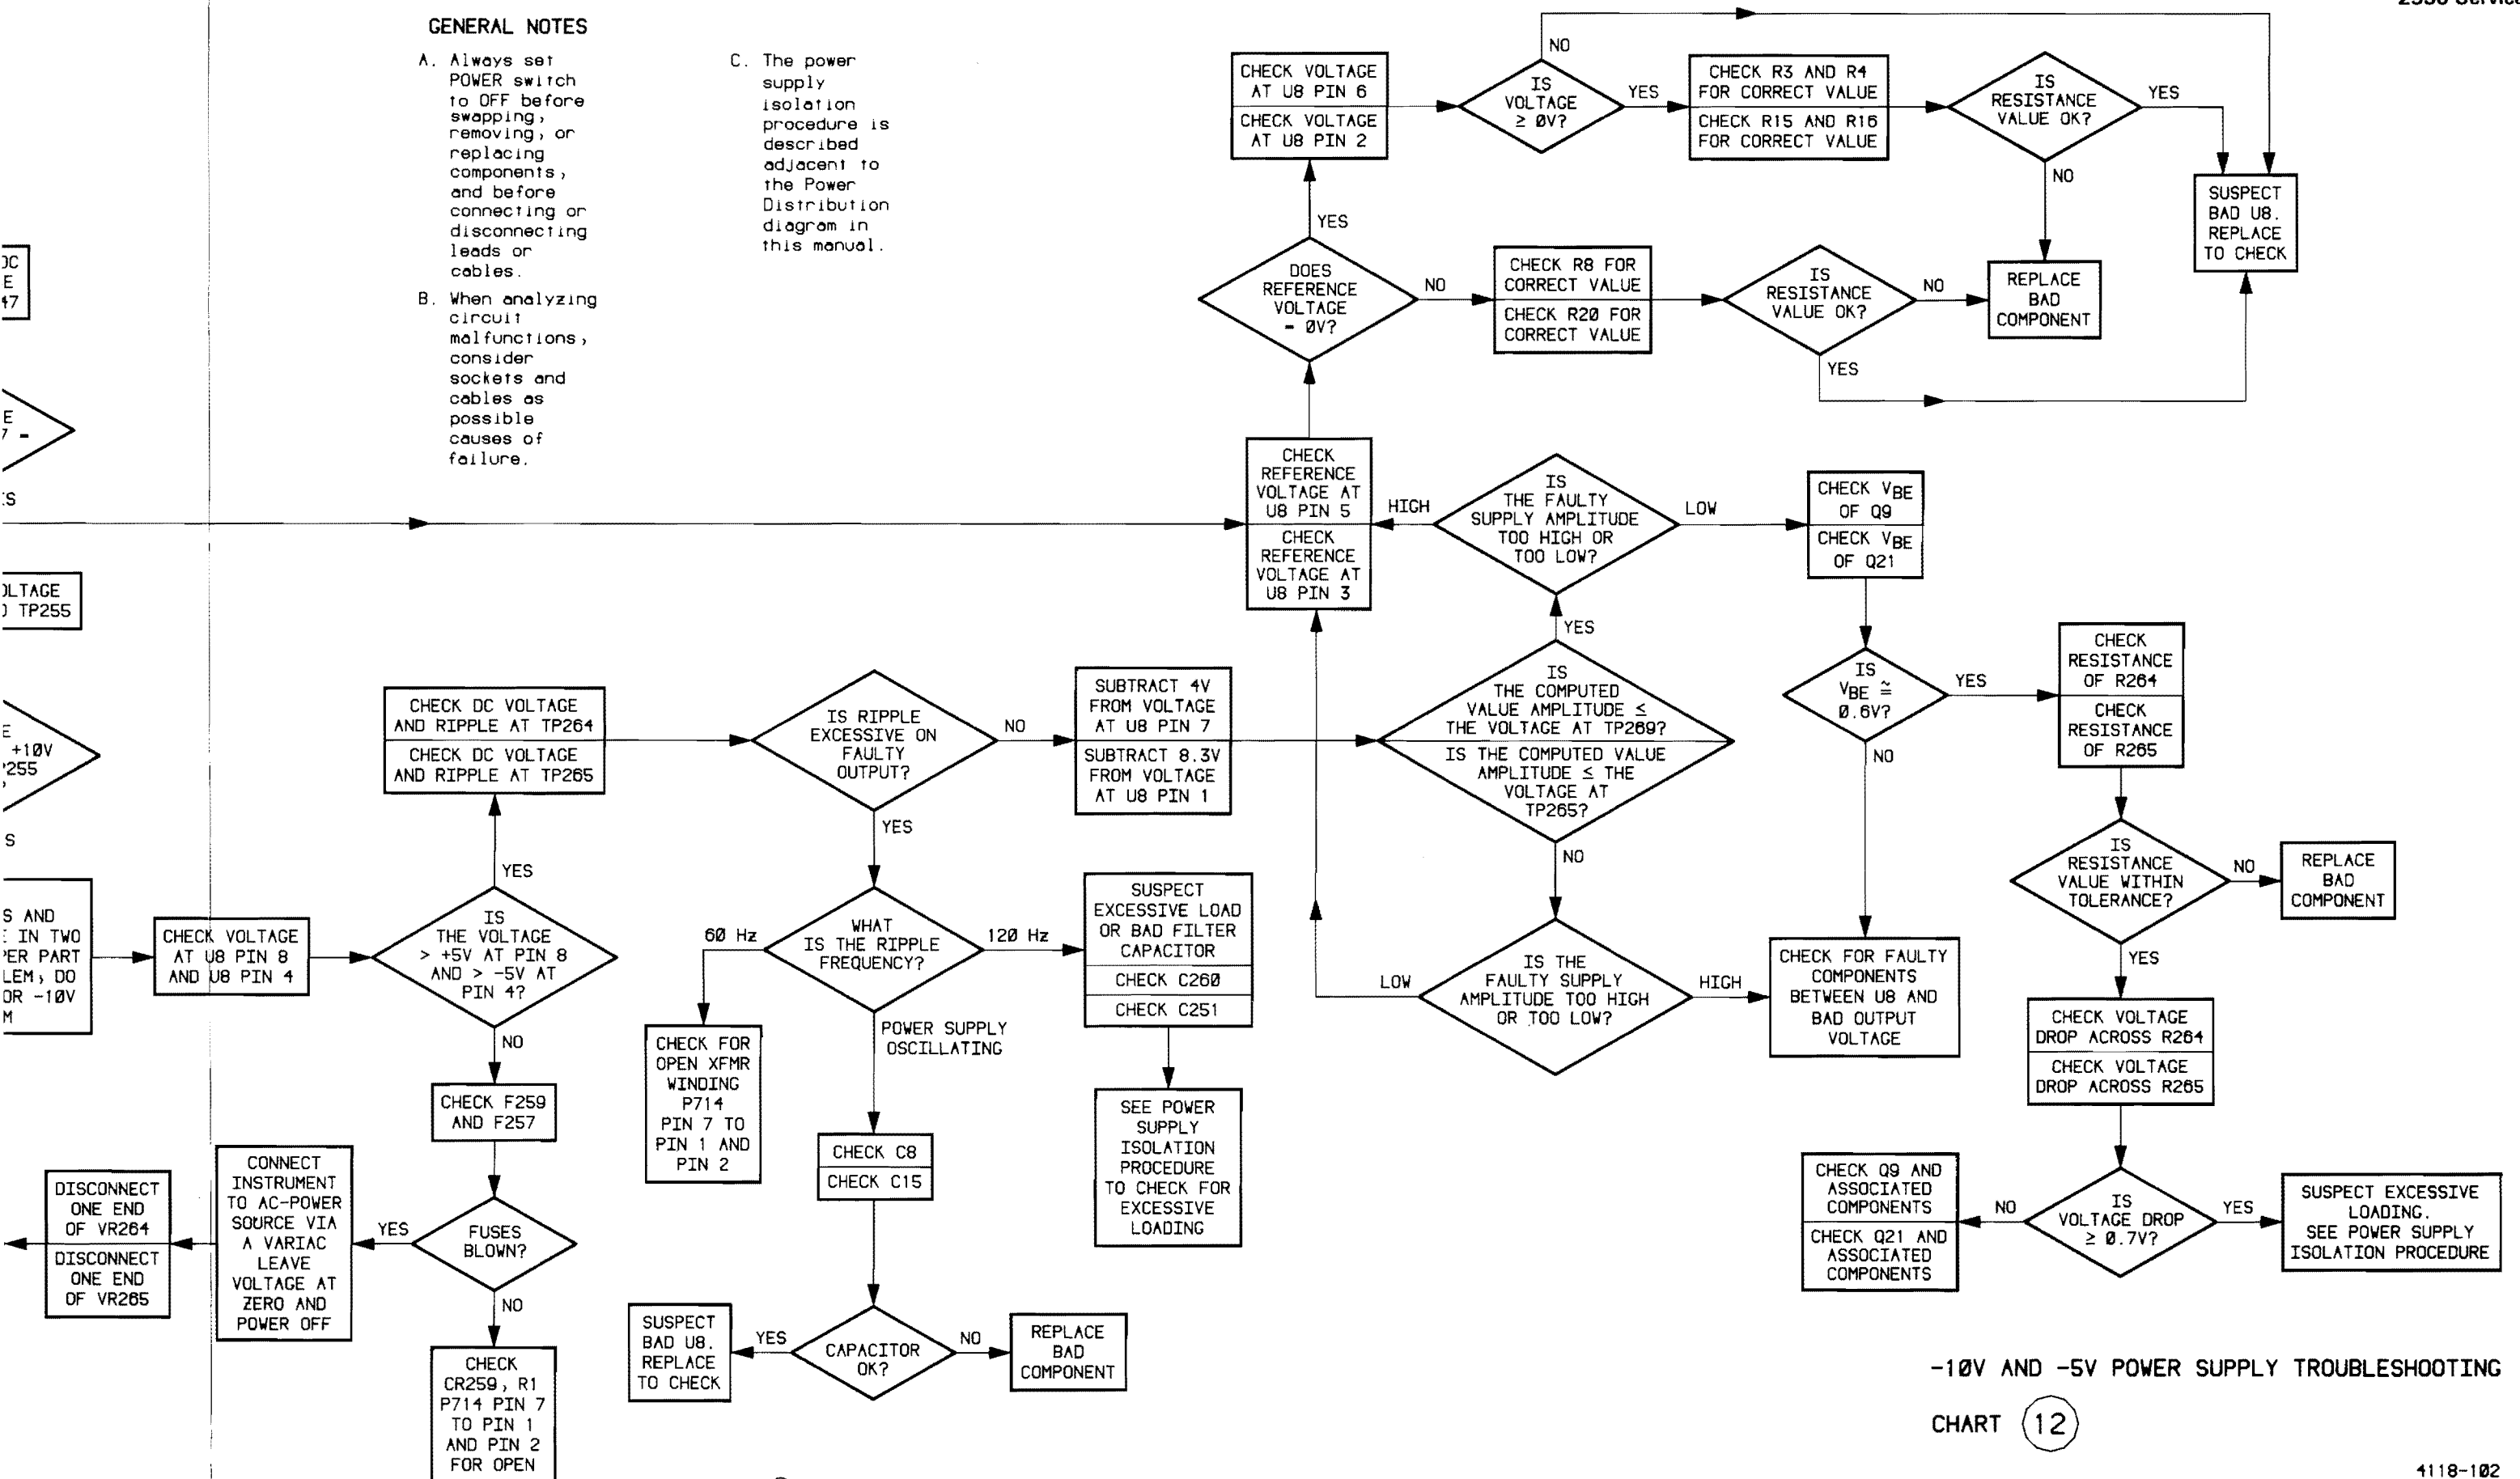 GENERAL NOTES
A. Always set
POWER switch
to OFF before
swapping,
removing, or
replacing
components,
and before
connecting or
disconnecting
leads or
cables.
B. When analyzing
circuit
malfunctions,
consider
sockets and
cables as
possible
causes of
failure.
C. The power
supply
isolation
procedure is
described
adjacent to
the Power
Distribution
diagram in
this manual.
CHECK VOLTAGE
AT U8 PIN 6
CHECK VOLTAGE
AT U8 PIN 2
NO
IS
VOLTAGE
≥ 0V?
YES
CHECK R3 AND R4
FOR CORRECT VALUE
CHECK R15 AND R16
FOR CORRECT VALUE
IS
RESISTANCE
VALUE OK?
YES
NO
SUSPECT
BAD U8.
REPLACE
TO CHECK
YES
DOES
REFERENCE
VOLTAGE
= 0V?
NO
CHECK R8 FOR
CORRECT VALUE
CHECK R20 FOR
CORRECT VALUE
IS
RESISTANCE
VALUE OK?
NO
REPLACE
BAD
COMPONENT
YES
47
7 =
CHECK
REFERENCE
VOLTAGE AT
U8 PIN 5
CHECK
REFERENCE
VOLTAGE AT
U8 PIN 3
HIGH
IS
THE FAULTY
SUPPLY AMPLITUDE
TOO HIGH OR
TOO LOW?
LOW
CHECK VBE
OF Q9
CHECK VBE
OF Q21
TP255
YES
IS
VBE ≅
0.6V?
YES
NO
CHECK
RESISTANCE
OF R264
CHECK
RESISTANCE
OF R265
+10V
CHECK DC VOLTAGE
AND RIPPLE AT TP264
CHECK DC VOLTAGE
AND RIPPLE AT TP265
IS RIPPLE
EXCESSIVE ON
FAULTY
OUTPUT?
NO
YES
SUBTRACT 4V
FROM VOLTAGE
AT U8 PIN 7
SUBTRACT 8.3V
FROM VOLTAGE
AT U8 PIN 1
IS
THE COMPUTED
VALUE AMPLITUDE ≤
THE VOLTAGE AT TP269?
IS THE COMPUTED VALUE
AMPLITUDE ≤ THE
VOLTAGE AT
TP265?
NO
IS
RESISTANCE
VALUE WITHIN
TOLERANCE?
NO
REPLACE
BAD
COMPONENT
YES
S AND
IN TWO
PART
DO
OR -10V
CHECK VOLTAGE
AT U8 PIN 8
AND U8 PIN 4
YES
IS
THE VOLTAGE
> +5V AT PIN 8
AND > -5V AT
PIN 4?
NO
60 Hz
WHAT
IS THE RIPPLE
FREQUENCY?
120 Hz
POWER SUPPLY
OSCILLATING
SUSPECT
EXCESSIVE LOAD
OR BAD FILTER
CAPACITOR
CHECK C260
CHECK C251
LOW
IS THE
FAULTY SUPPLY
AMPLITUDE TOO HIGH
OR TOO LOW?
HIGH
CHECK FOR FAULTY
COMPONENTS
BETWEEN U8 AND
BAD OUTPUT
VOLTAGE
CHECK VOLTAGE
DROP ACROSS R264
CHECK VOLTAGE
DROP ACROSS R265
CHECK FOR
OPEN XFMR
WINDING
P714
PIN 7 TO
PIN 1 AND
PIN 2
CHECK F259
AND F257
CHECK C8
CHECK C15
SEE POWER
SUPPLY
ISOLATION
PROCEDURE
TO CHECK FOR
EXCESSIVE
LOADING
DISCONNECT
ONE END
OF VR264
DISCONNECT
ONE END
OF VR265
CONNECT
INSTRUMENT
TO AC-POWER
SOURCE VIA
A VARIAC
LEAVE
VOLTAGE AT
ZERO AND
POWER OFF
YES
FUSES
BLOWN?
NO
CHECK Q9 AND
ASSOCIATED
COMPONENTS
CHECK Q21 AND
ASSOCIATED
COMPONENTS
NO
IS
VOLTAGE DROP
≥ 0.7V?
YES
SUSPECT EXCESSIVE
LOADING.
SEE POWER SUPPLY
ISOLATION PROCEDURE
SUSPECT
BAD U8.
REPLACE
TO CHECK
YES
CAPACITOR
OK?
NO
REPLACE
BAD
COMPONENT
CHECK
CR259, R1
P714 PIN 7
TO PIN 1
AND PIN 2
FOR OPEN
-10V AND -5V POWER SUPPLY TROUBLESHOOTING
CHART 12
4118-102